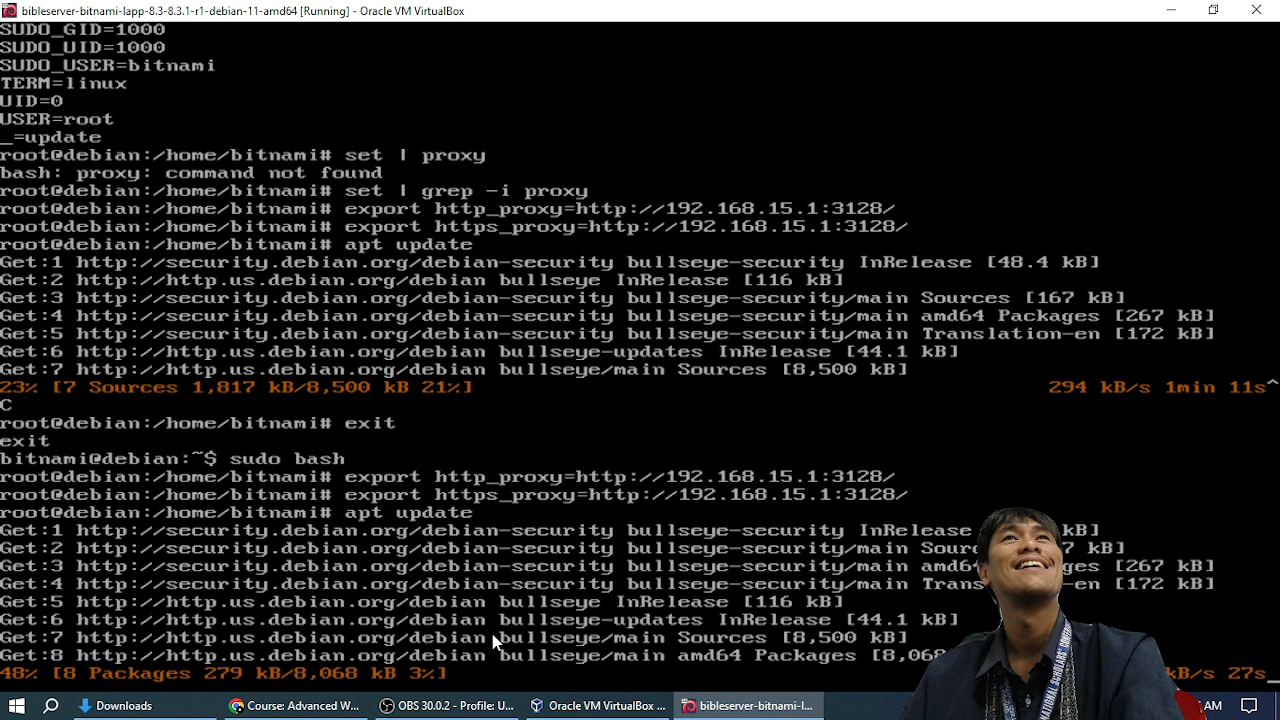 bibleserver-bitnami-lapp-8.3-8.3.1-r1-debian-11-amd64 [Running] - Oracle VM VirtualBox
SUDO_GID=1000
SUDO_UID=1000
SUDO_USER=bitnami
TERM=linux
UID=0
USER=root
_=update
root@debian:/home/bitnami# set | proxy
bash: proxy: command not found
root@debian:/home/bitnami# set | grep -i proxy
root@debian:/home/bitnami# export http_proxy=http://192.168.15.1:3128/
root@debian:/home/bitnami# export https_proxy=http://192.168.15.1:3128/
root@debian:/home/bitnami# apt update
Get:1 http://security.debian.org/debian-security bullseye-security InRelease [48.4 kB]
Get:2 http://http.us.debian.org/debian bullseye InRelease [116 kB]
Get:3 http://security.debian.org/debian-security bullseye-security/main Sources [167 kB]
Get:4 http://security.debian.org/debian-security bullseye-security/main amd64 Packages [267 kB]
Get:5 http://security.debian.org/debian-security bullseye-security/main Translation-en [172 kB]
Get:6 http://http.us.debian.org/debian bullseye-updates InRelease [44.1 kB]
Get:7 http://http.us.debian.org/debian bullseye/main Sources [8,500 kB]
23% [7 Sources 1,817 kB/8,500 kB 21%] 294 kB/s 1min 11s^
C
root@debian:/home/bitnami# exit
exit
bitnami@debian:~$ sudo bash
root@debian:/home/bitnami# export http_proxy=http://192.168.15.1:3128/
root@debian:/home/bitnami# export https_proxy=http://192.168.15.1:3128/
root@debian:/home/bitnami# apt update
Get:1 http://security.debian.org/debian-security bullseye-security InRelease kB]
Get:2 http://security.debian.org/debian-security bullseye-security/main Sour 7 kB]
Get:3 http://security.debian.org/debian-security bullseye-security/main amd6 ges [267 kB]
Get:4 http://security.debian.org/debian-security bullseye-security/main Trans -en [172 kB]
Get:5 http://http.us.debian.org/debian bullseye InRelease [116 kB]
Get:6 http://http.us.debian.org/debian bullseye-updates InRelease [44.1 kB]
Get:7 http://http.us.debian.org/debian bullseye/main Sources [8,500 kB]
Get:8 http://http.us.debian.org/debian bullseye/main amd64 Packages [8,068
48% [8 Packages 279 kB/8,068 kB 3%] kB/s 27s_
Downloads Course: Advanced W... OBS 30.0.2 - Profile: U... Oracle VM VirtualBox ... bibleserver-bitnami-l... AM